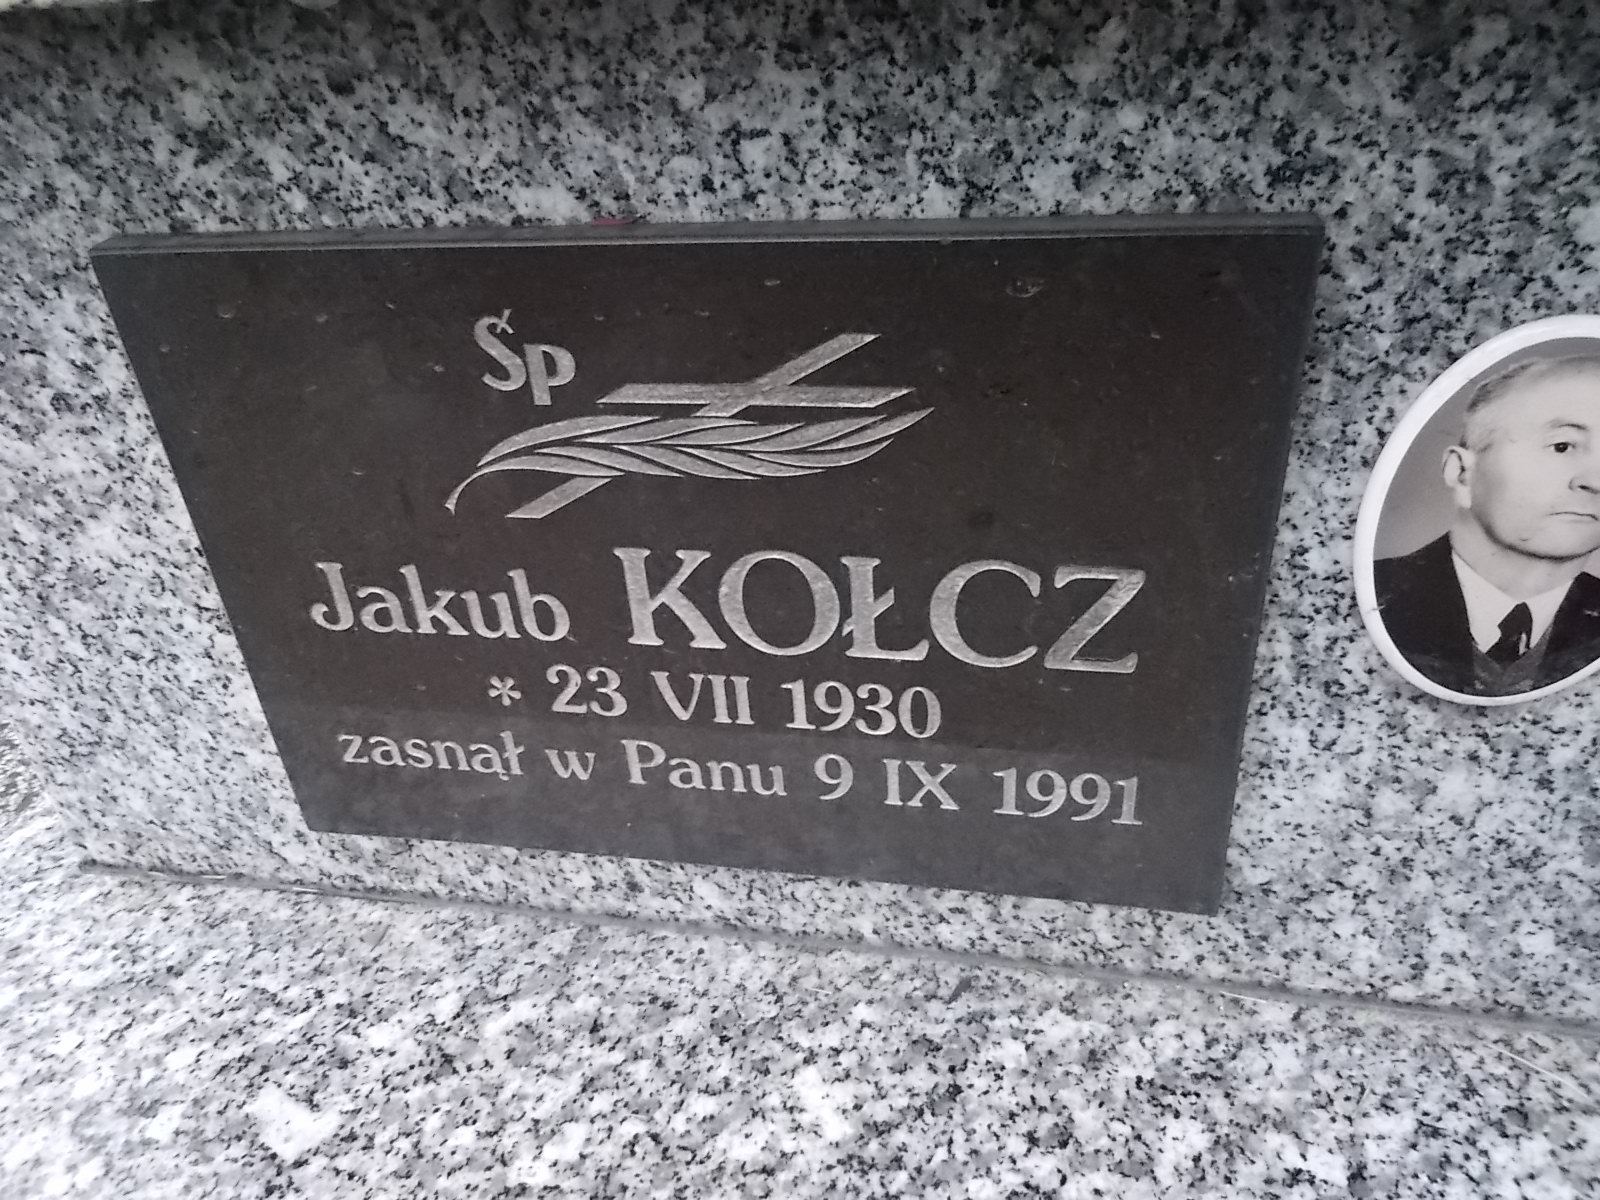 Śp
Jakub KOŁCZ
* 23 VII 1930
zasnął w Panu 9 IX 1991